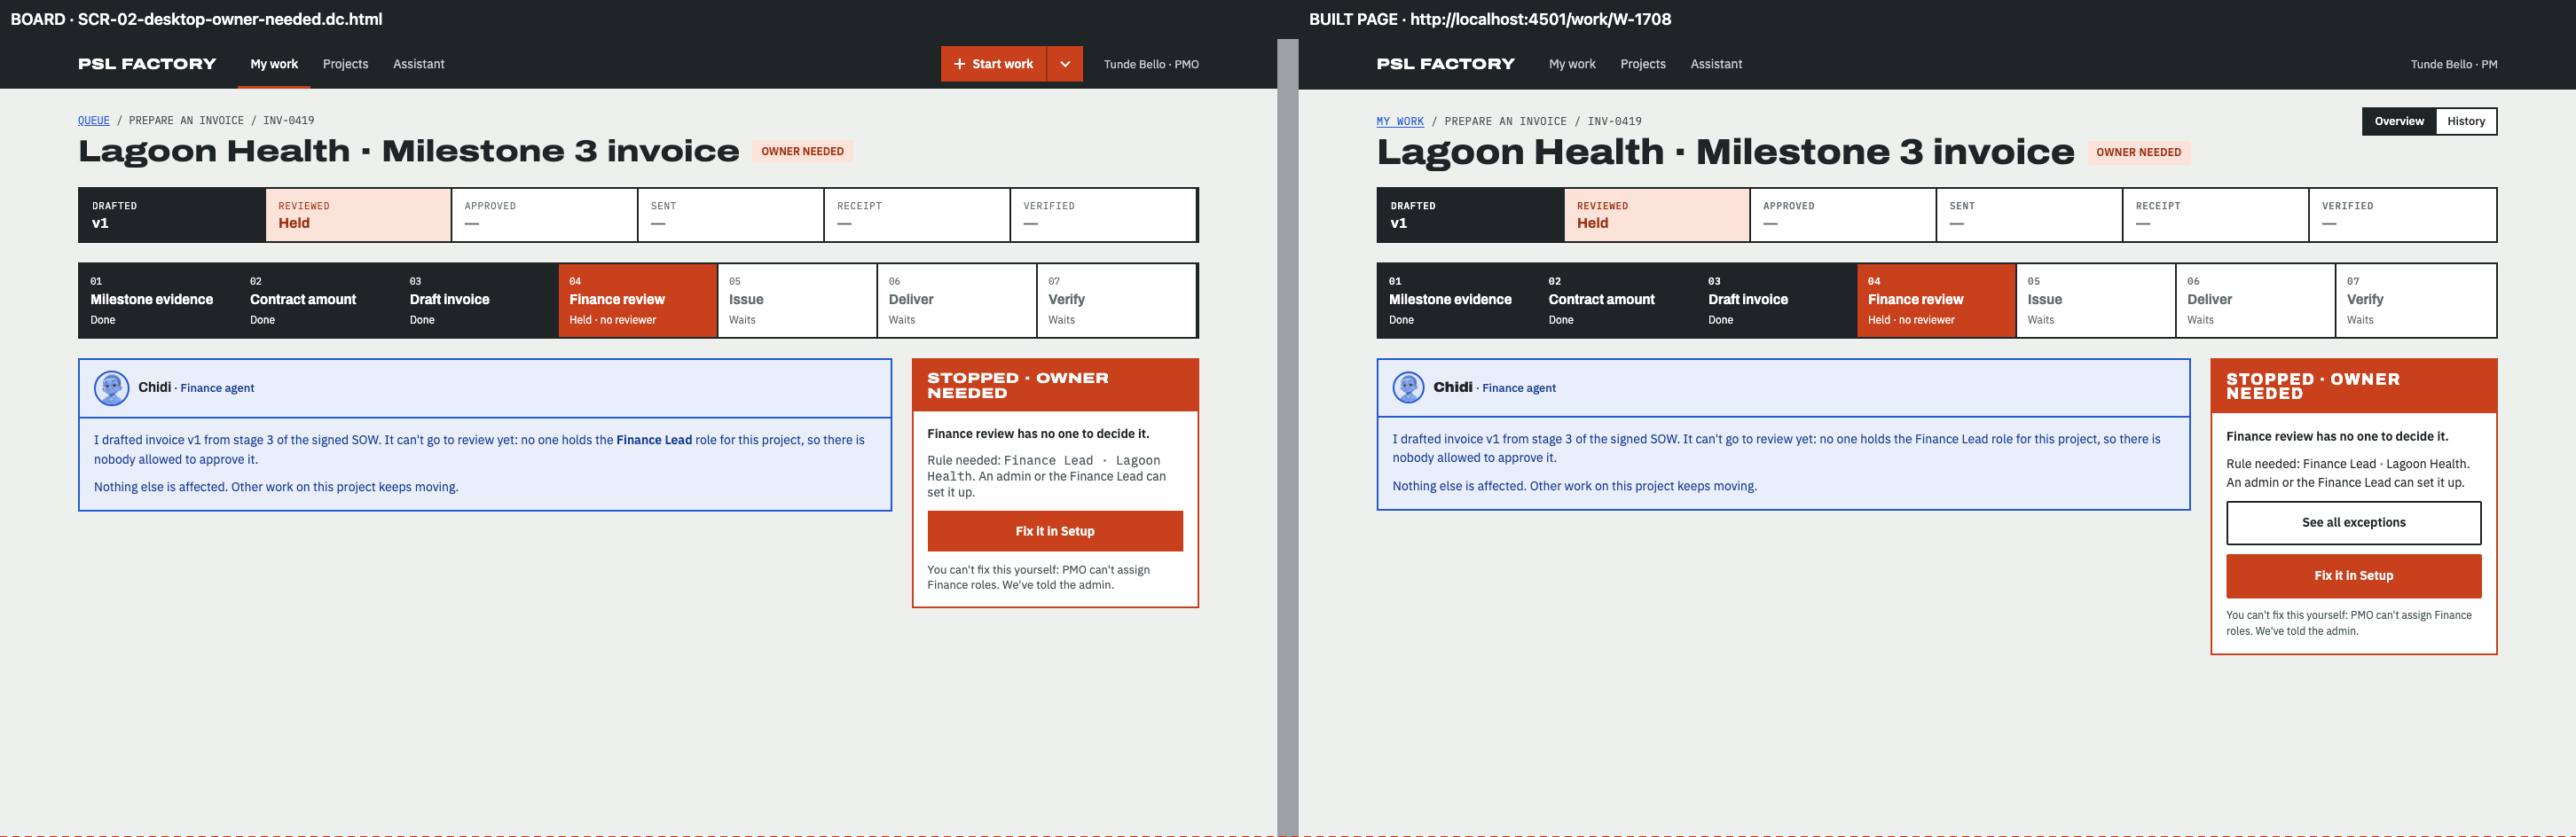 BOARD · SCR-02-desktop-owner-needed.dc.html
PSL FACTORY
My work
Projects
Assistant
+ Start work
Tunde Bello · PMO
QUEUE / PREPARE AN INVOICE / INV-0419
Lagoon Health · Milestone 3 invoice
OWNER NEEDED
DRAFTED
v1
REVIEWED
Held
APPROVED
—
SENT
—
RECEIPT
—
VERIFIED
—
01
Milestone evidence
Done
02
Contract amount
Done
03
Draft invoice
Done
04
Finance review
Held · no reviewer
05
Issue
Waits
06
Deliver
Waits
07
Verify
Waits
Chidi · Finance agent
I drafted invoice v1 from stage 3 of the signed SOW. It can't go to review yet: no one holds the Finance Lead role for this project, so there is
nobody allowed to approve it.
Nothing else is affected. Other work on this project keeps moving.
STOPPED · OWNER
NEEDED
Finance review has no one to decide it.
Rule needed: Finance Lead · Lagoon
Health. An admin or the Finance Lead can
set it up.
Fix it in Setup
You can't fix this yourself: PMO can't assign
Finance roles. We've told the admin.
BUILT PAGE · http://localhost:4501/work/W-1708
PSL FACTORY
My work
Projects
Assistant
Tunde Bello · PM
MY WORK / PREPARE AN INVOICE / INV-0419
Overview
History
Lagoon Health · Milestone 3 invoice
OWNER NEEDED
DRAFTED
v1
REVIEWED
Held
APPROVED
—
SENT
—
RECEIPT
—
VERIFIED
—
01
Milestone evidence
Done
02
Contract amount
Done
03
Draft invoice
Done
04
Finance review
Held · no reviewer
05
Issue
Waits
06
Deliver
Waits
07
Verify
Waits
Chidi · Finance agent
I drafted invoice v1 from stage 3 of the signed SOW. It can't go to review yet: no one holds the Finance Lead role for this project, so there is
nobody allowed to approve it.
Nothing else is affected. Other work on this project keeps moving.
STOPPED · OWNER
NEEDED
Finance review has no one to decide it.
Rule needed: Finance Lead · Lagoon Health.
An admin or the Finance Lead can set it up.
See all exceptions
Fix it in Setup
You can't fix this yourself: PMO can't assign Finance
roles. We've told the admin.